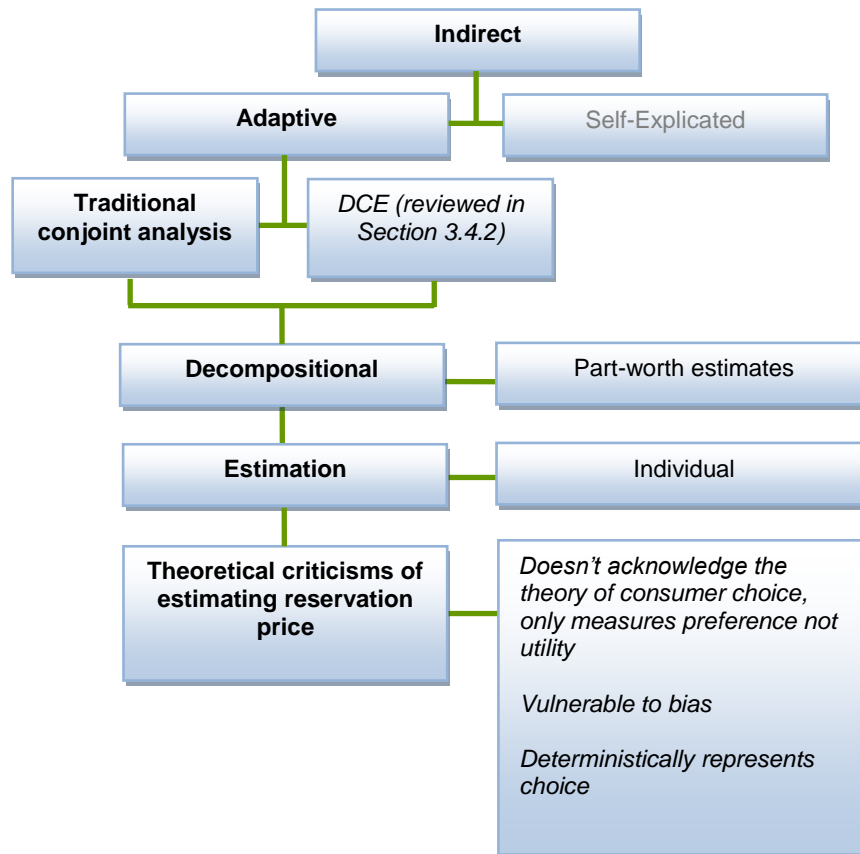 Indirect
Adaptive
Self-Explicated
Traditional
conjoint analysis
DCE (reviewed in
Section 3.4.2)
Decompositional
Part-worth estimates
Estimation
Individual
Theoretical criticisms of
estimating reservation
price
Doesn’t acknowledge the
theory of consumer choice,
only measures preference not
utility
Vulnerable to bias
Deterministically represents
choice